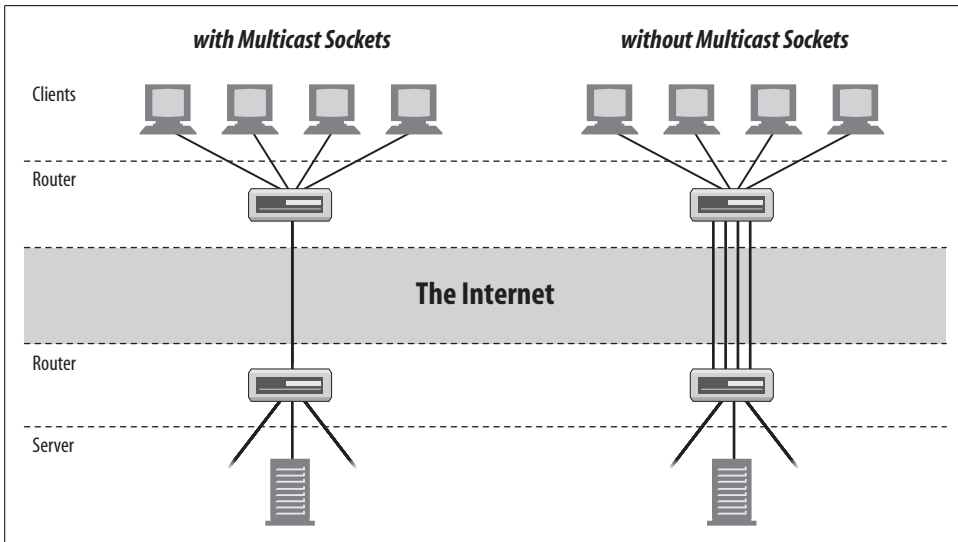 with Multicast Sockets
without Multicast Sockets
Clients
Router
The Internet
Router
Server